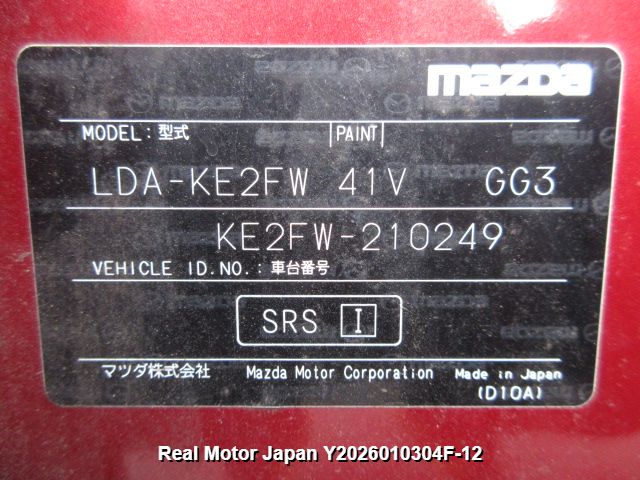 mazda
MODEL: 型式 |PAINT|
LDA-KE2FW 41V GG3
KE2FW-210249
VEHICLE ID.NO.: 車台番号
SRS I
マツダ株式会社 Mazda Motor Corporation Made in Japan
(D10A)
Real Motor Japan Y2026010304F-12